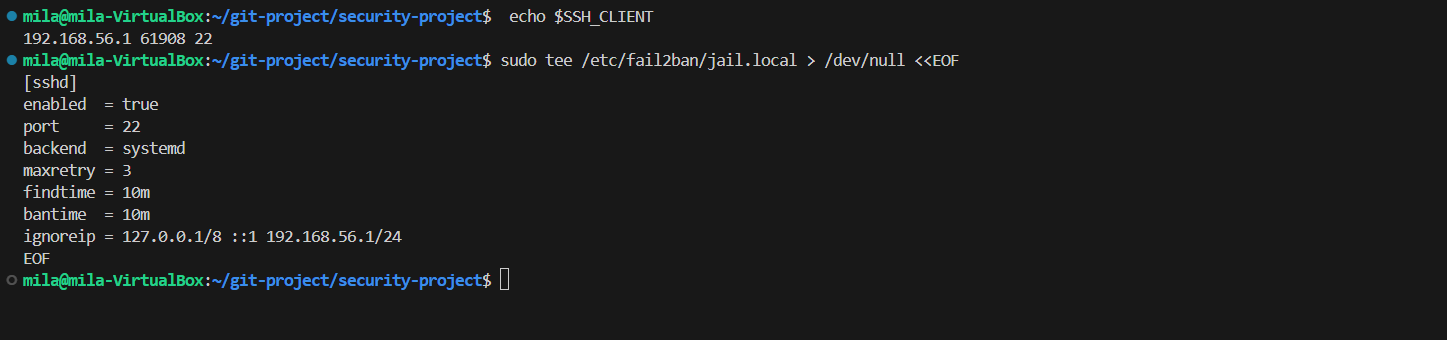 mila@mila-VirtualBox:~/git-project/security-project$  echo $SSH_CLIENT
192.168.56.1 61908 22
mila@mila-VirtualBox:~/git-project/security-project$ sudo tee /etc/fail2ban/jail.local > /dev/null <<EOF
[sshd]
enabled  = true
port     = 22
backend  = systemd
maxretry = 3
findtime = 10m
bantime  = 10m
ignoreip = 127.0.0.1/8 ::1 192.168.56.1/24
EOF
mila@mila-VirtualBox:~/git-project/security-project$